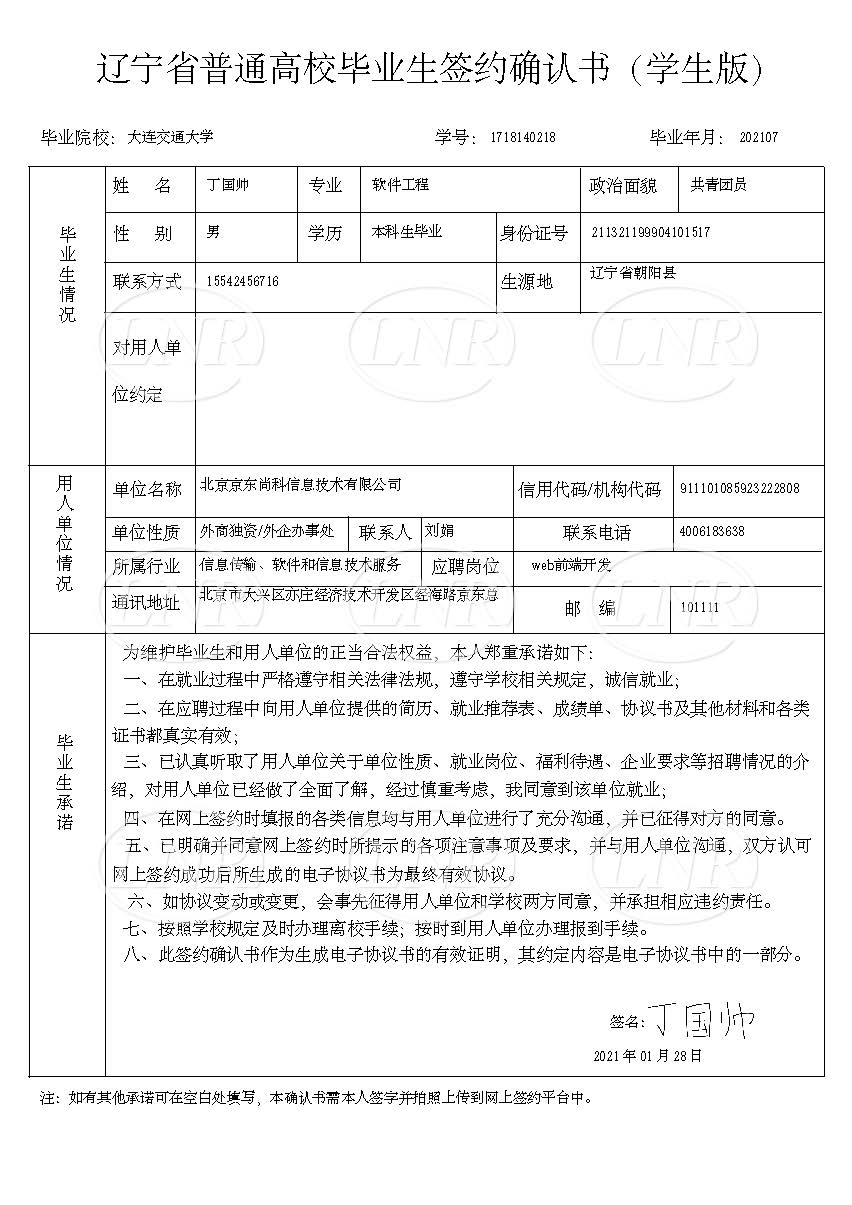 辽宁省普通高校毕业生签约确认书（学生版）
毕业院校：大连交通大学 学号：1718140218 毕业年月：202107
毕业生情况
姓 名 丁国帅 专业 软件工程 政治面貌 共青团员
性 别 男 学历 本科生毕业 身份证号 211321199904101517
联系方式 15542456716 生源地 辽宁省朝阳县
对用人单
位约定
LNR LNR LNR
用人单位情况
单位名称 北京京东尚科信息技术有限公司 信用代码/机构代码 911101085923222808
单位性质 外商独资/外企办事处 联系人 刘娟 联系电话 4006183638
所属行业 信息传输、软件和信息技术服务 应聘岗位 web前端开发
通讯地址 北京市大兴区亦庄经济技术开发区经海路京东总 邮 编 101111
LNR LNR LNR
毕业生承诺
为维护毕业生和用人单位的正当合法权益，本人郑重承诺如下：
一、在就业过程中严格遵守相关法律法规，遵守学校相关规定，诚信就业；
二、在应聘过程中向用人单位提供的简历、就业推荐表、成绩单、协议书及其他材料和各类
证书都真实有效；
三、已认真听取了用人单位关于单位性质、就业岗位、福利待遇、企业要求等招聘情况的介
绍，对用人单位已经做了全面了解，经过慎重考虑，我同意到该单位就业；
四、在网上签约时填报的各类信息均与用人单位进行了充分沟通，并已征得对方的同意。
五、已明确并同意网上签约时所提示的各项注意事项及要求，并与用人单位沟通，双方认可
网上签约成功后所生成的电子协议书为最终有效协议。
LNR LNR LNR
六、如协议变动或变更，会事先征得用人单位和学校两方同意，并承担相应违约责任。
七、按照学校规定及时办理离校手续；按时到用人单位办理报到手续。
八、此签约确认书作为生成电子协议书的有效证明，其约定内容是电子协议书中的一部分。
签名：丁国帅
2021年01月28日
注：如有其他承诺可在空白处填写，本确认书需本人签字并拍照上传到网上签约平台中。
LNR LNR LNR